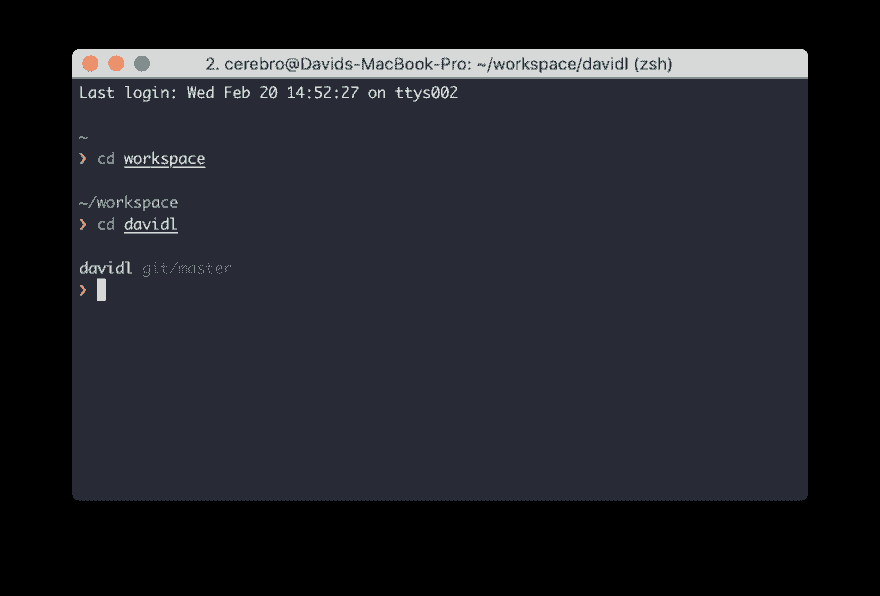 2. cerebro@Davids-MacBook-Pro: ~/workspace/davidl (zsh)
Last login: Wed Feb 20 14:52:27 on ttys002
~
❯ cd workspace
~/workspace
❯ cd davidl
davidl git/master
❯